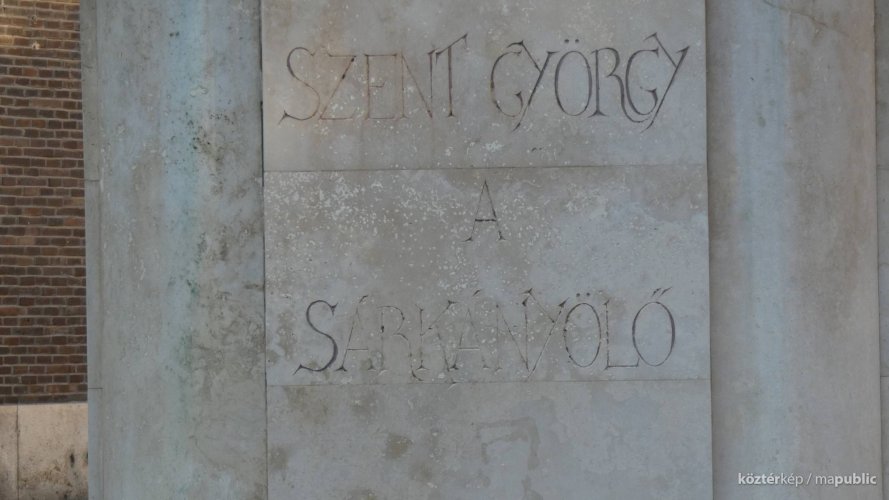 SZENT GYÖRGY
A
SÁRKÁNYÖLŐ
köztérkép / mapublic